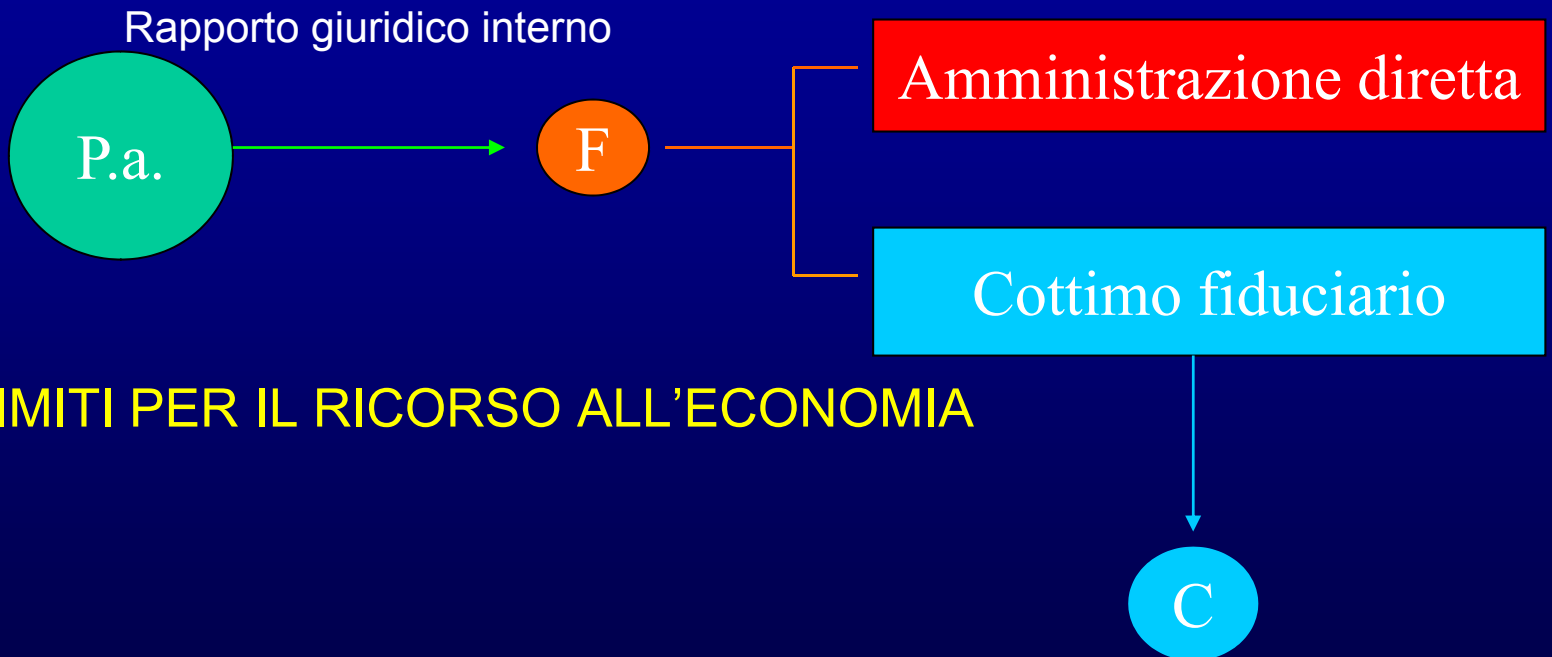 Rapporto giuridico interno
Amministrazione diretta
P.a.
F
Cottimo fiduciario
IMITI PER IL RICORSO ALL’ECONOMIA
C